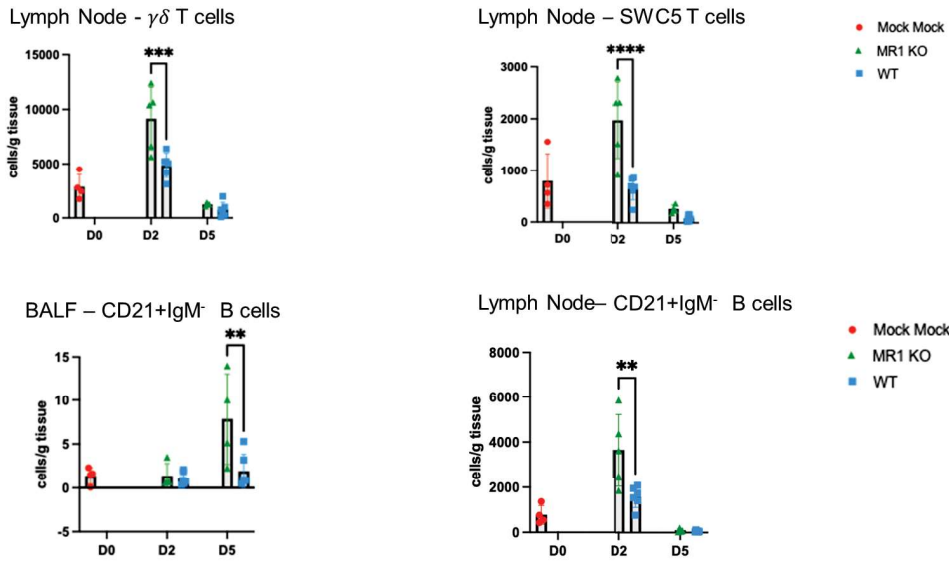 Lymph Node - γδ T cells
Lymph Node – SWC5 T cells
Mock Mock
MR1 KO
WT
***
15000
10000
5000
0
cells/g tissue
D0
D2
D5
****
3000
2000
1000
0
cells/g tissue
D0
D2
D5
BALF – CD21+IgM- B cells
Lymph Node– CD21+IgM- B cells
Mock Mock
MR1 KO
WT
**
15
10
5
0
-5
cells/g tissue
D0
D2
D5
**
8000
6000
4000
2000
0
cells/g tissue
D0
D2
D5